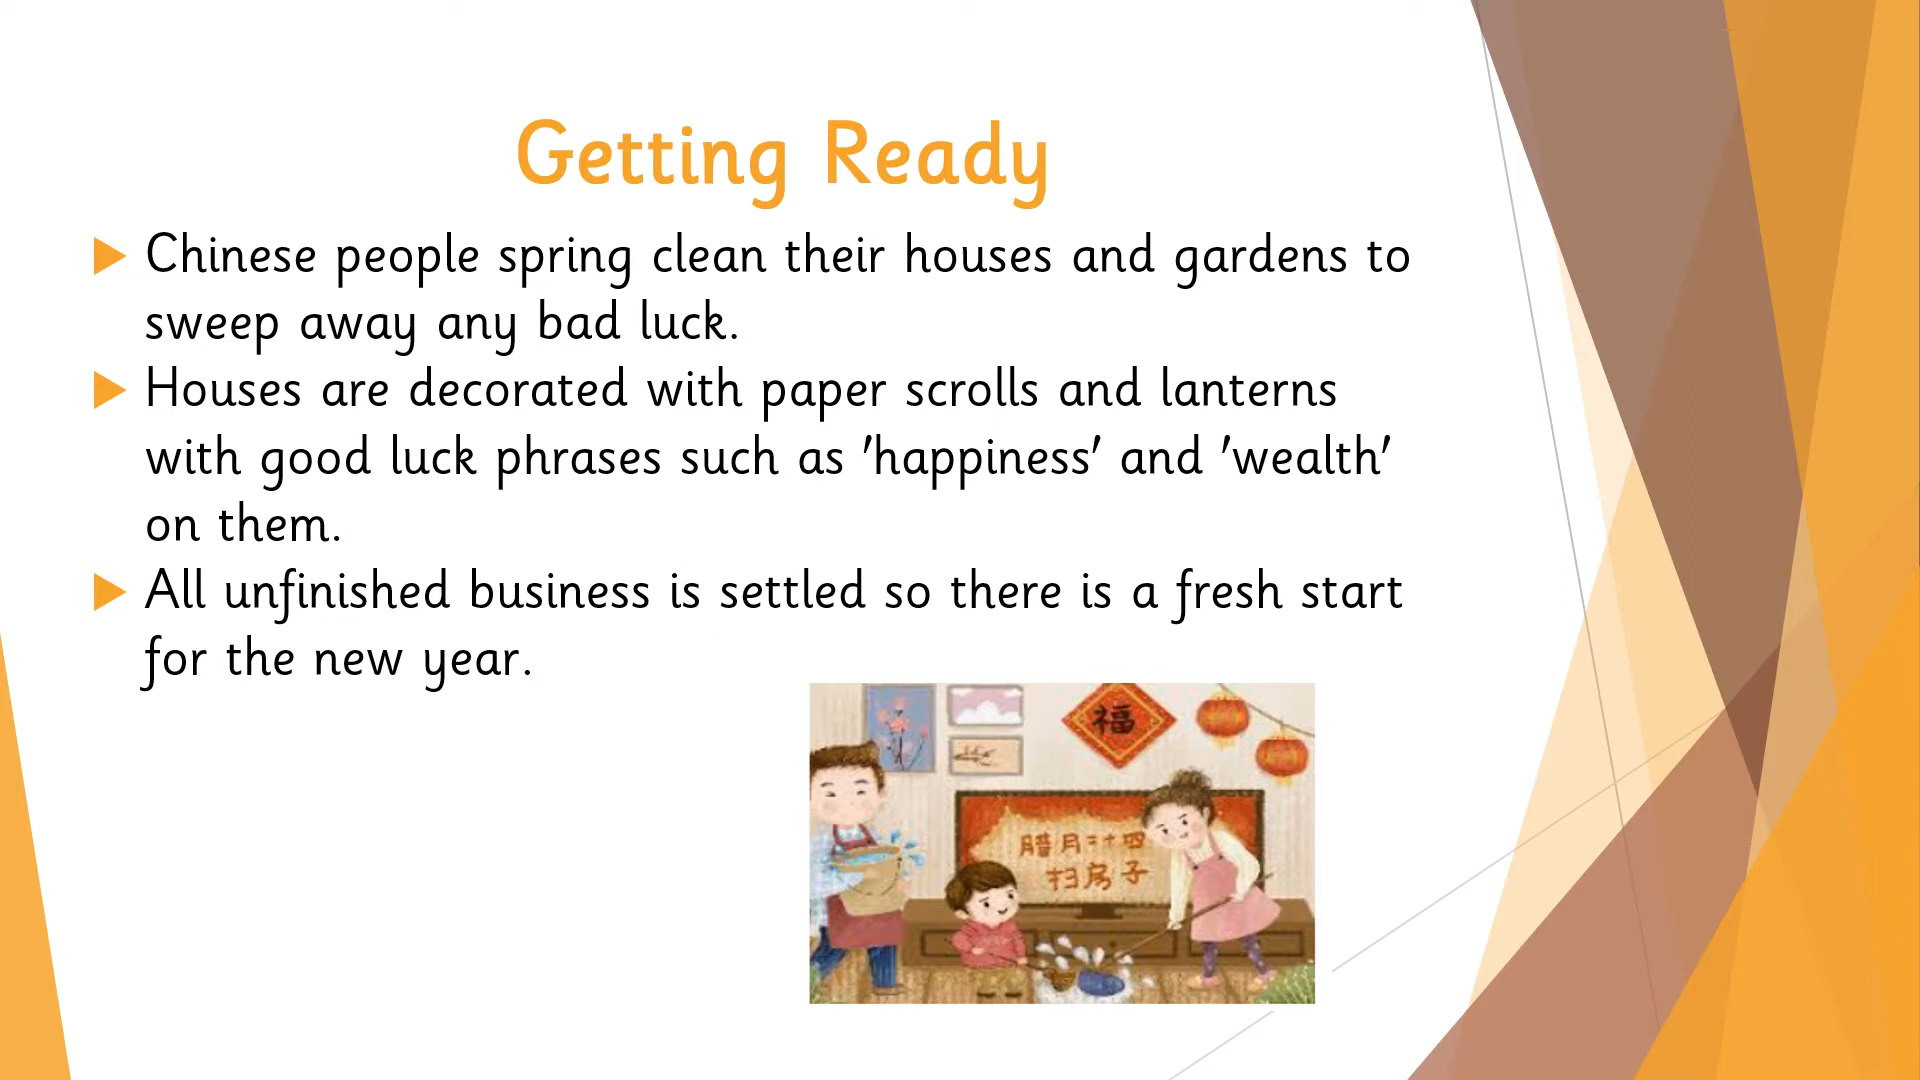 Getting Ready
Chinese people spring clean their houses and gardens to
sweep away any bad luck.
Houses are decorated with paper scrolls and lanterns
with good luck phrases such as 'happiness' and 'wealth'
on them.
All unfinished business is settled so there is a fresh start
for the new year.
福
腊月二十四
扫房子